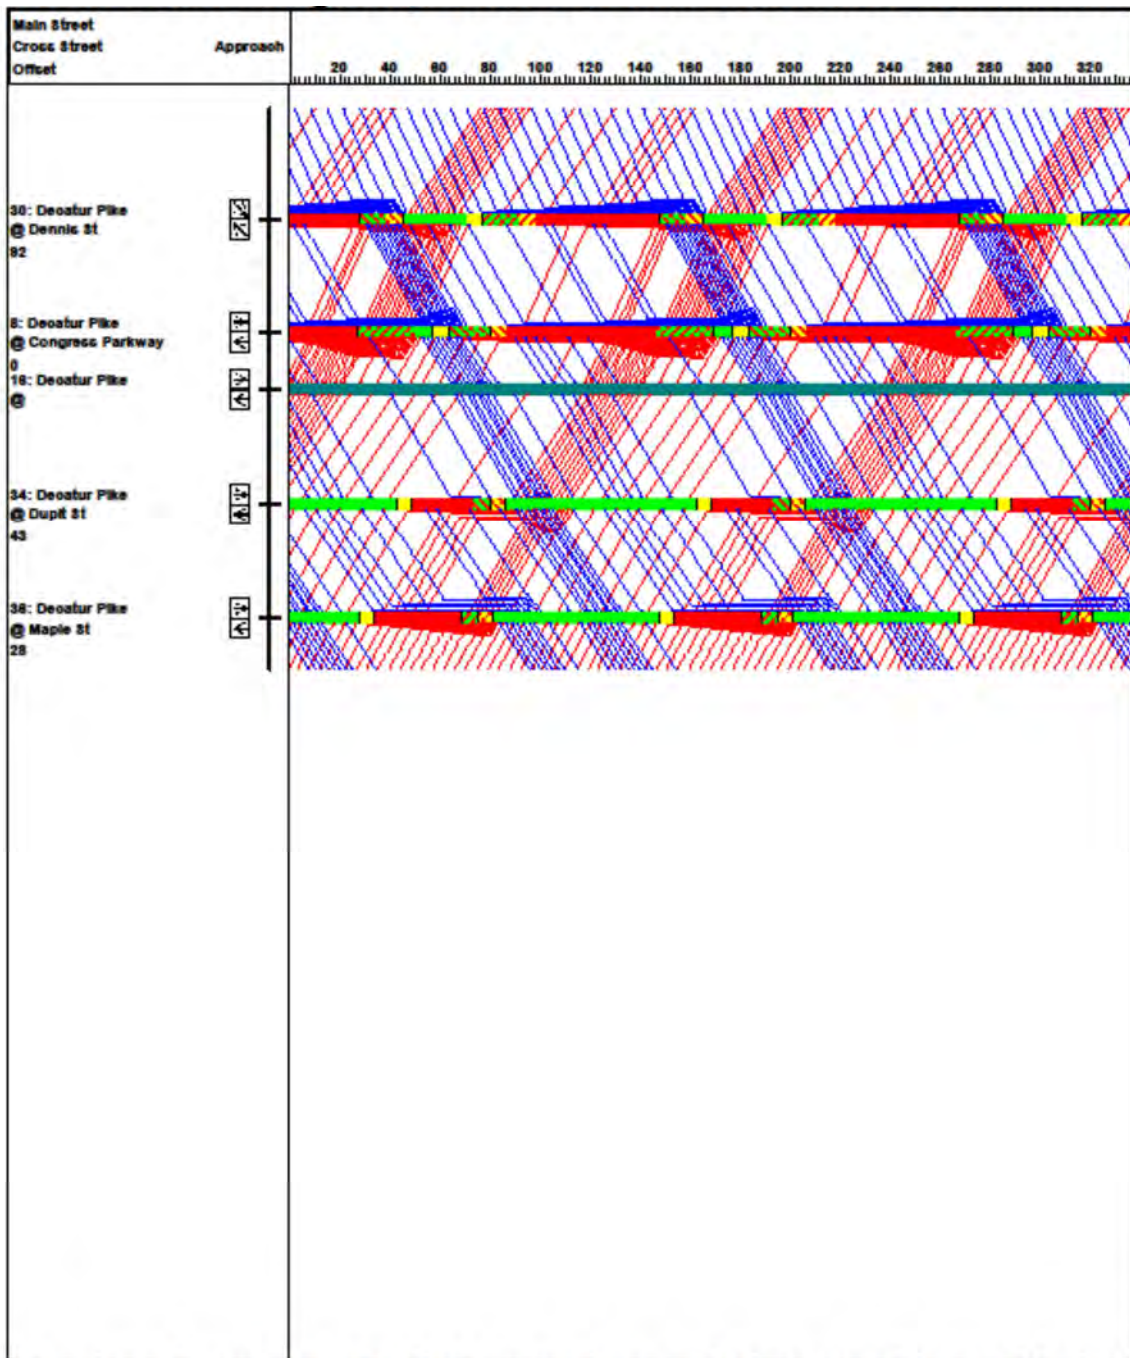 Main Street
Cross Street Approach
Offset
20 40 60 80 100 120 140 160 180 200 220 240 260 280 300 320
30: Decatur Pike
@ Dennis St
92
8: Decatur Pike
@ Congress Parkway
0
16: Decatur Pike
@
34: Decatur Pike
@ Dupit St
43
36: Decatur Pike
@ Maple St
28